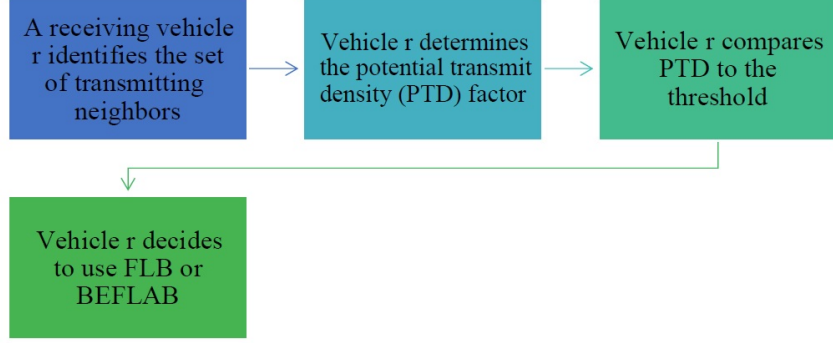 A receiving vehicle
r identifies the set
of transmitting
neighbors
Vehicle r determines
the potential transmit
density (PTD) factor
Vehicle r compares
PTD to the
threshold
Vehicle r decides
to use FLB or
BEFLAB